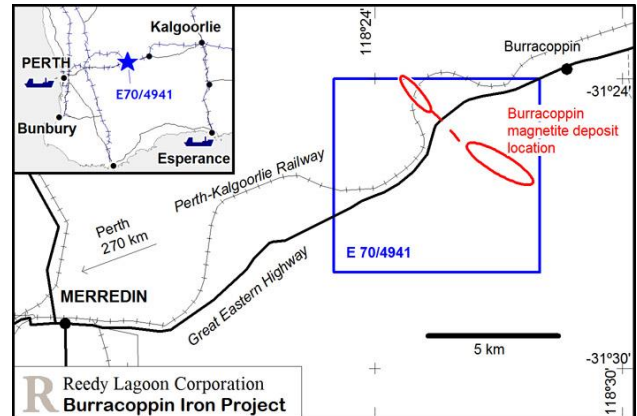 Kalgoorlie
PERTH
E70/4941
Bunbury
Esperance
118°24'
Burracoppin
-31°24'
Burracoppin
magnetite deposit
location
Perth-Kalgoorlie Railway
Perth
270 km
E 70/4941
MERREDIN
Great Eastern Highway
5 km
-31°30'
118°30'
R Reedy Lagoon Corporation
Burracoppin Iron Project